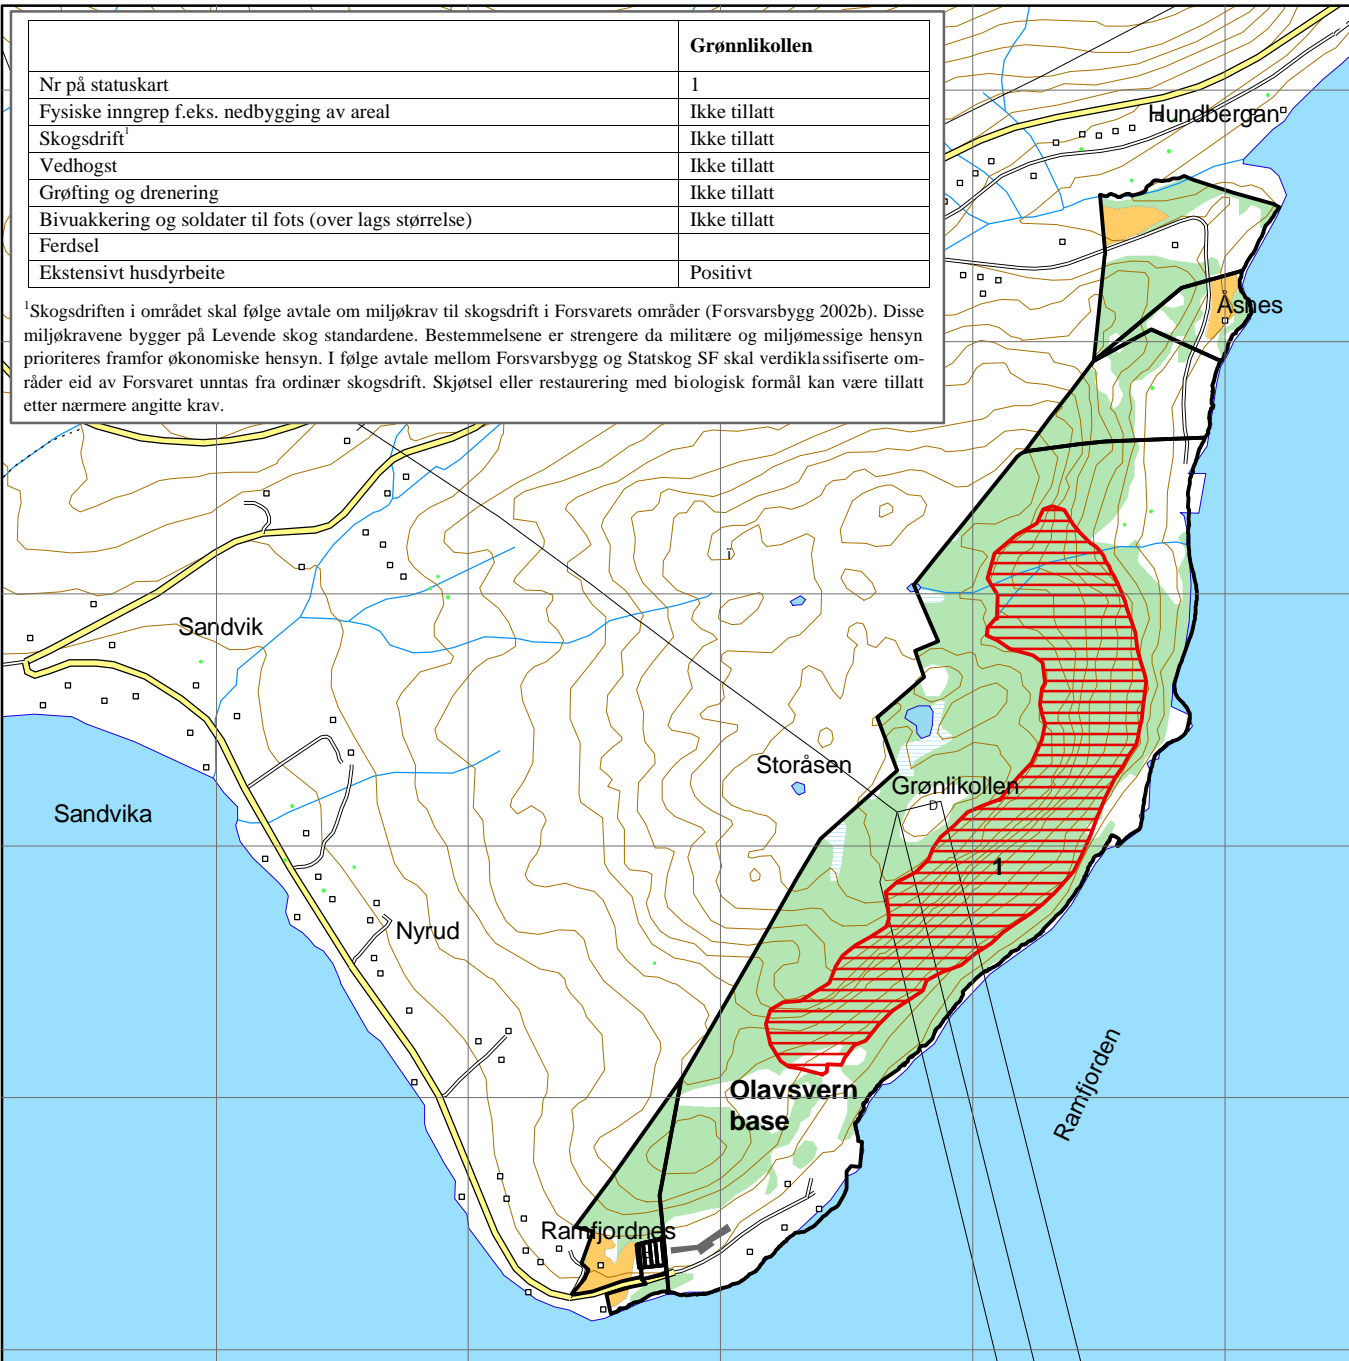 Grønnlikollen
Nr på statuskart 1
Fysiske inngrep f.eks. nedbygging av areal Ikke tillatt
Skogsdrift1 Ikke tillatt
Vedhogst Ikke tillatt
Grøfting og drenering Ikke tillatt
Bivuakkering og soldater til fots (over lags størrelse) Ikke tillatt
Ferdsel
Ekstensivt husdyrbeite Positivt
1Skogsdriften i området skal følge avtale om miljøkrav til skogsdrift i Forsvarets områder (Forsvarsbygg 2002b). Disse
miljøkravene bygger på Levende skog standardene. Bestemmelsene er strengere da militære og miljømessige hensyn
prioriteres framfor økonomiske hensyn. I følge avtale mellom Forsvarsbygg og Statskog SF skal verdiklassifiserte om-
råder eid av Forsvaret unntas fra ordinær skogsdrift. Skjøtsel eller restaurering med biologisk formål kan være tillatt
etter nærmere angitte krav.
Hundbergan
Åsnes
Sandvik
Storåsen
Grønlikollen
D
Sandvika
1
Nyrud
Ramfjorden
Olavsvern
base
Ramfjordnes